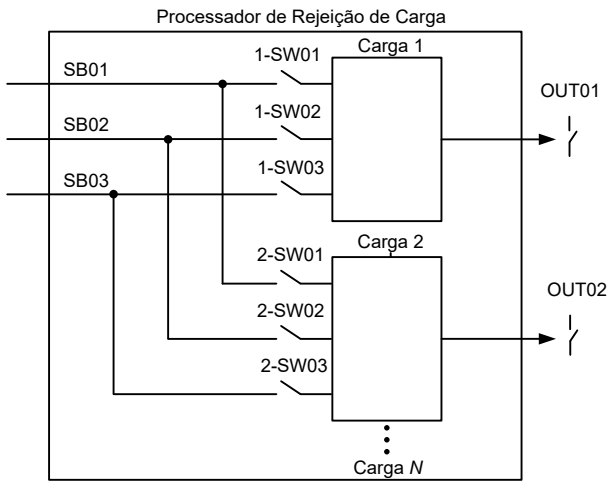 Processador de Rejeição de Carga
SB01
1-SW01
Carga 1
OUT01
SB02
1-SW02
SB03
1-SW03
2-SW01
Carga 2
OUT02
2-SW02
2-SW03
Carga N